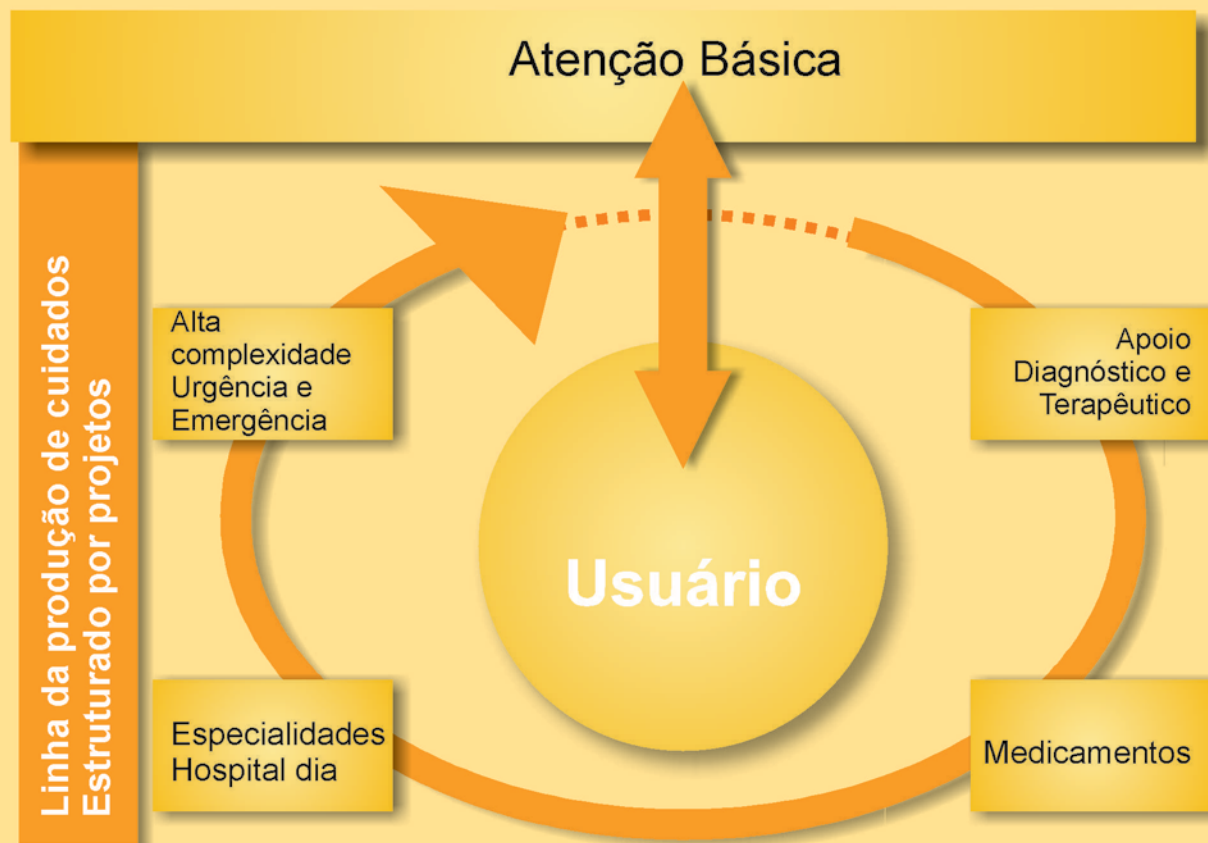 Atenção Básica
Linha da produção de cuidados
Estruturado por projetos
Alta
complexidade
Urgência e
Emergência
Apoio
Diagnóstico e
Terapêutico
Usuário
Especialidades
Hospital dia
Medicamentos